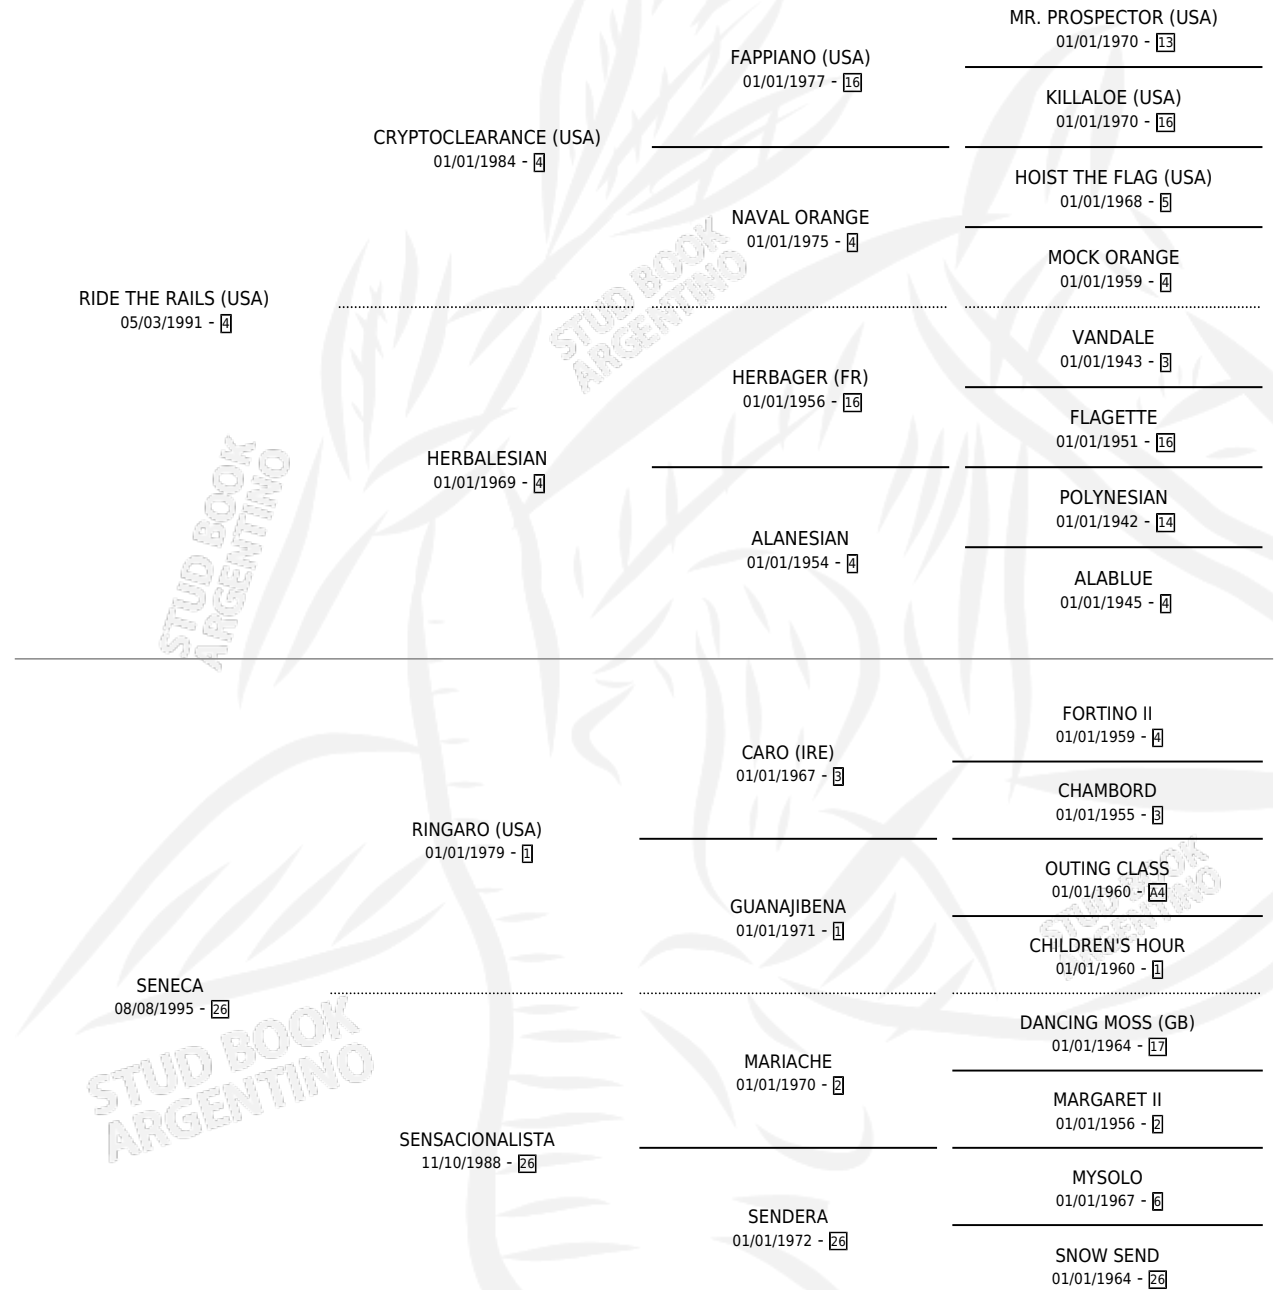 MR. PROSPECTOR (USA)
01/01/1970 - 13
FAPPIANO (USA)
01/01/1977 - 16
KILLALOE (USA)
01/01/1970 - 16
CRYPTOCLEARANCE (USA)
01/01/1984 - 4
HOIST THE FLAG (USA)
01/01/1968 - 5
NAVAL ORANGE
01/01/1975 - 4
MOCK ORANGE
01/01/1959 - 4
RIDE THE RAILS (USA)
05/03/1991 - 4
VANDALE
01/01/1943 - 3
HERBAGER (FR)
01/01/1956 - 16
FLAGETTE
01/01/1951 - 16
HERBALESIAN
01/01/1969 - 4
POLYNESIAN
01/01/1942 - 14
ALANESIAN
01/01/1954 - 4
ALABLUE
01/01/1945 - 4
FORTINO II
01/01/1959 - 4
CARO (IRE)
01/01/1967 - 3
CHAMBORD
01/01/1955 - 3
RINGARO (USA)
01/01/1979 - 1
OUTING CLASS
01/01/1960 - A4
GUANAJIBENA
01/01/1971 - 1
CHILDREN'S HOUR
01/01/1960 - 1
SENECA
08/08/1995 - 26
DANCING MOSS (GB)
01/01/1964 - 17
MARIACHE
01/01/1970 - 2
MARGARET II
01/01/1956 - 2
SENSACIONALISTA
11/10/1988 - 26
MYSOLO
01/01/1967 - 6
SENDERA
01/01/1972 - 26
SNOW SEND
01/01/1964 - 26
STUD BOOK
ARGENTINO
STUD BOOK
ARGENTINO
STUD BOOK
ARGENTINO
STUD BOOK
ARGENTINO